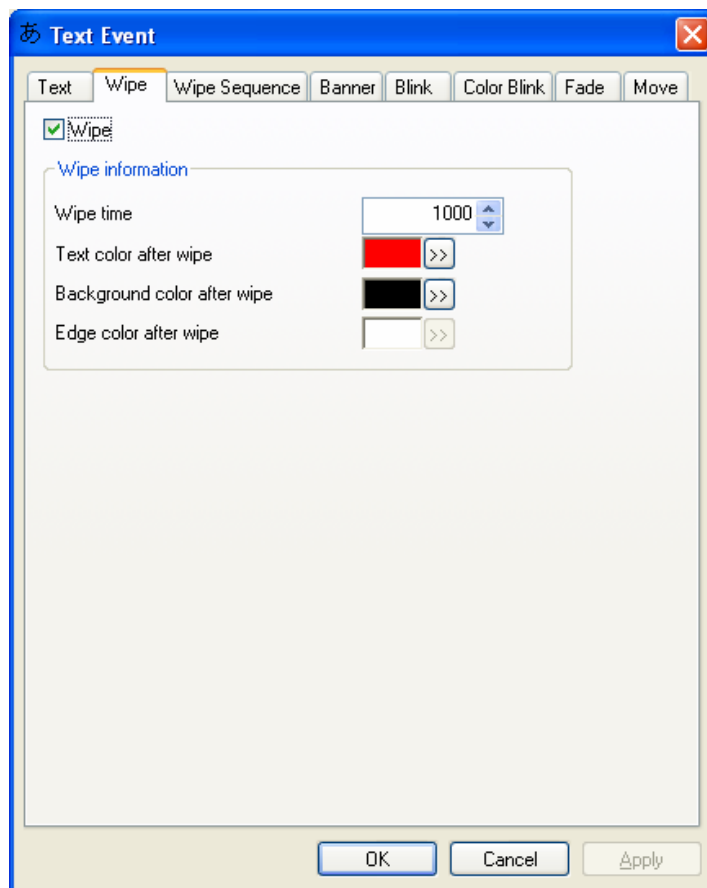 あ Text Event
Text Wipe Wipe Sequence Banner Blink Color Blink Fade Move
Wipe
Wipe information
Wipe time 1000
Text color after wipe >>
Background color after wipe >>
Edge color after wipe >>
OK Cancel Apply